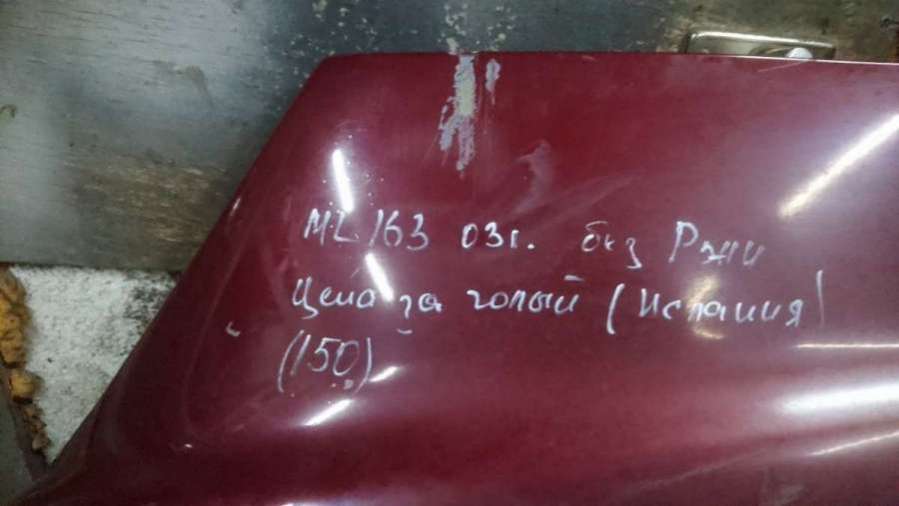 ML 163 03г. без Ржи
Цена за голый (Испания)
(150)